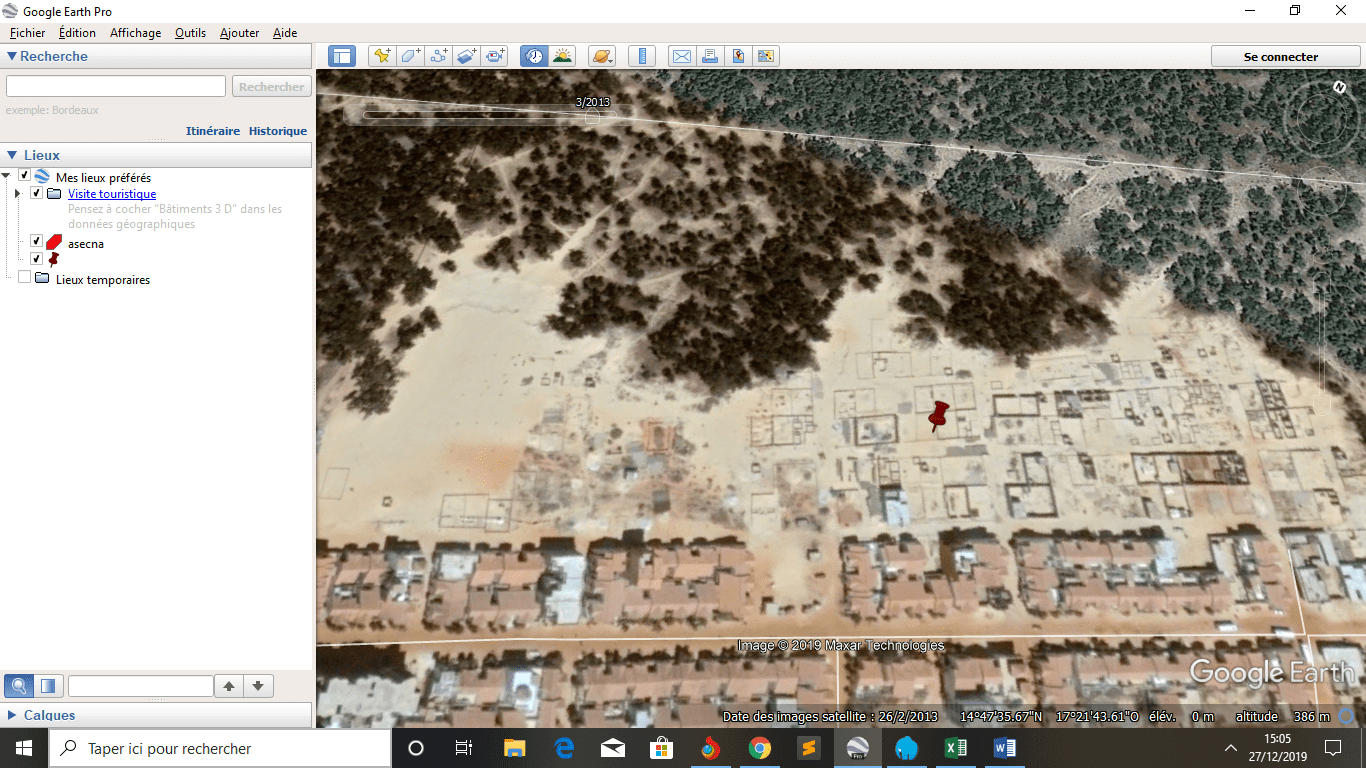 Google Earth Pro
Fichier Édition Affichage Outils Ajouter Aide
Recherche
Se connecter
Rechercher
exemple: Bordeaux
Itinéraire Historique
3/2013
N
Lieux
Mes lieux préférés
Visite touristique
Pensez à cocher "Bâtiments 3 D" dans les
données géographiques
asecna
Lieux temporaires
Image © 2019 Maxar Technologies
Google Earth
Calques
Date des images satellite : 26/2/2013 14°47'35.67"N 17°21'43.61"O élév. 0 m altitude 386 m
Taper ici pour rechercher
Pro
15:05
27/12/2019